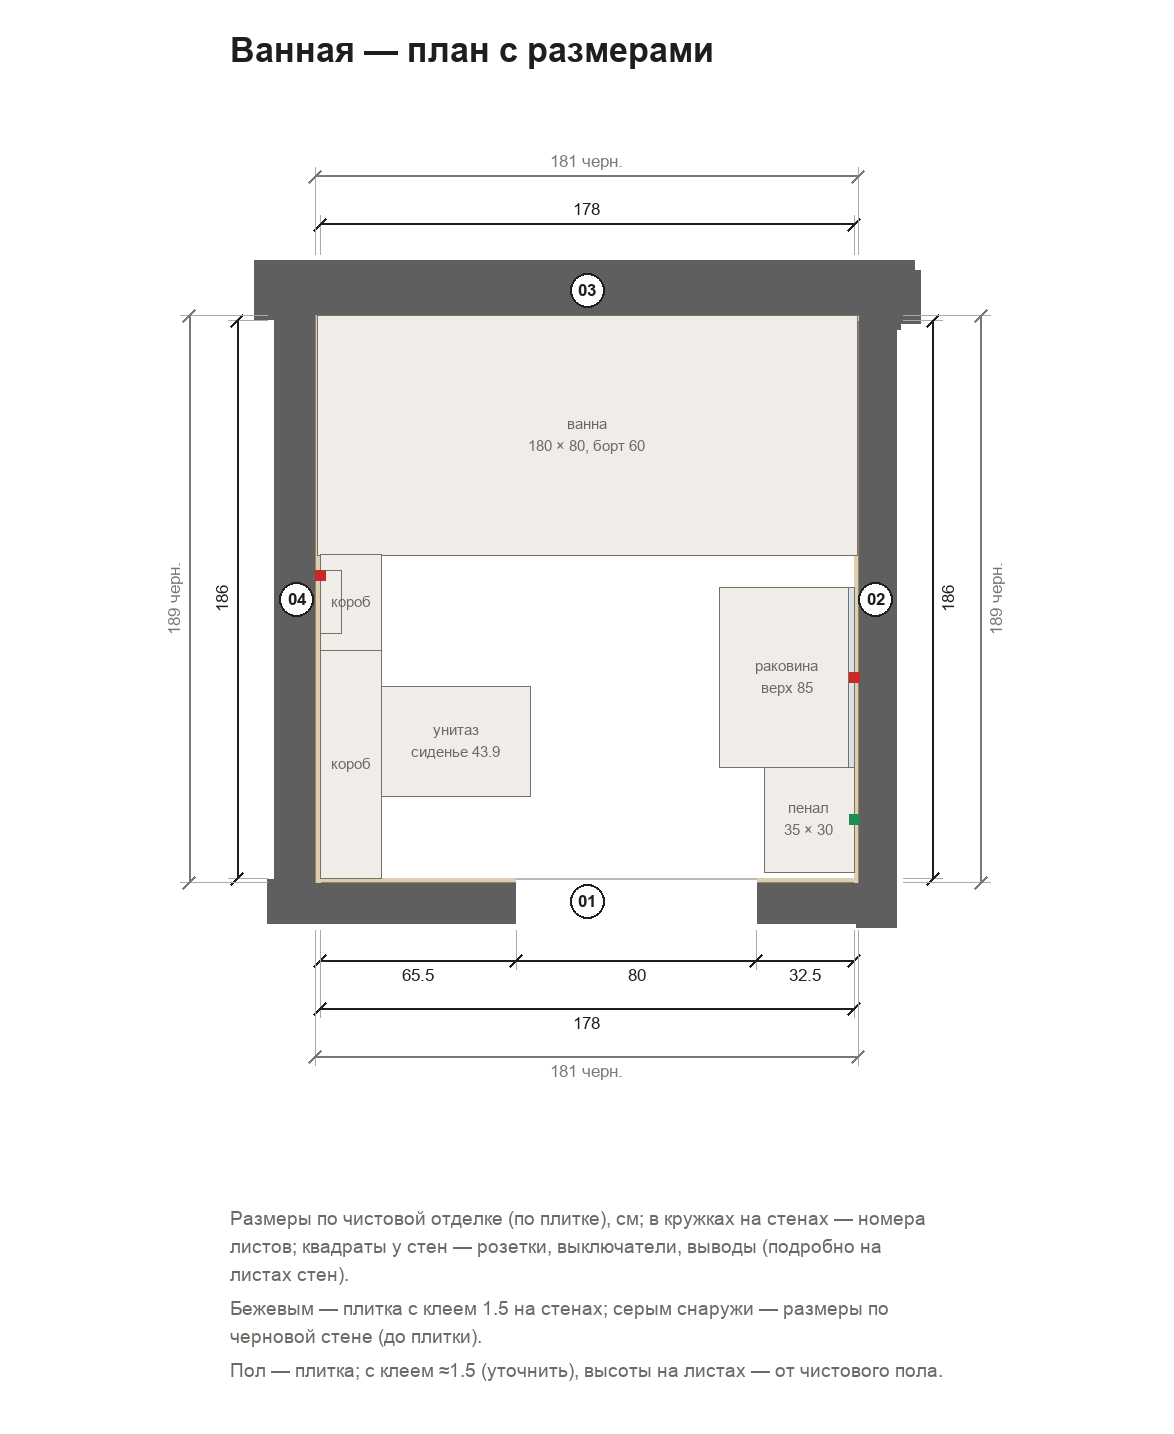 Ванная — план с размерами
181 черн.
178
03
ванна
180 × 80, борт 60
189 черн.
186
04
короб
02
186
189 черн.
раковина
верх 85
унитаз
сиденье 43.9
короб
пенал
35 × 30
01
65.5
80
32.5
178
181 черн.
Размеры по чистовой отделке (по плитке), см; в кружках на стенах — номера
листов; квадраты у стен — розетки, выключатели, выводы (подробно на
листах стен).
Бежевым — плитка с клеем 1.5 на стенах; серым снаружи — размеры по
черновой стене (до плитки).
Пол — плитка; с клеем ≈1.5 (уточнить), высоты на листах — от чистового пола.